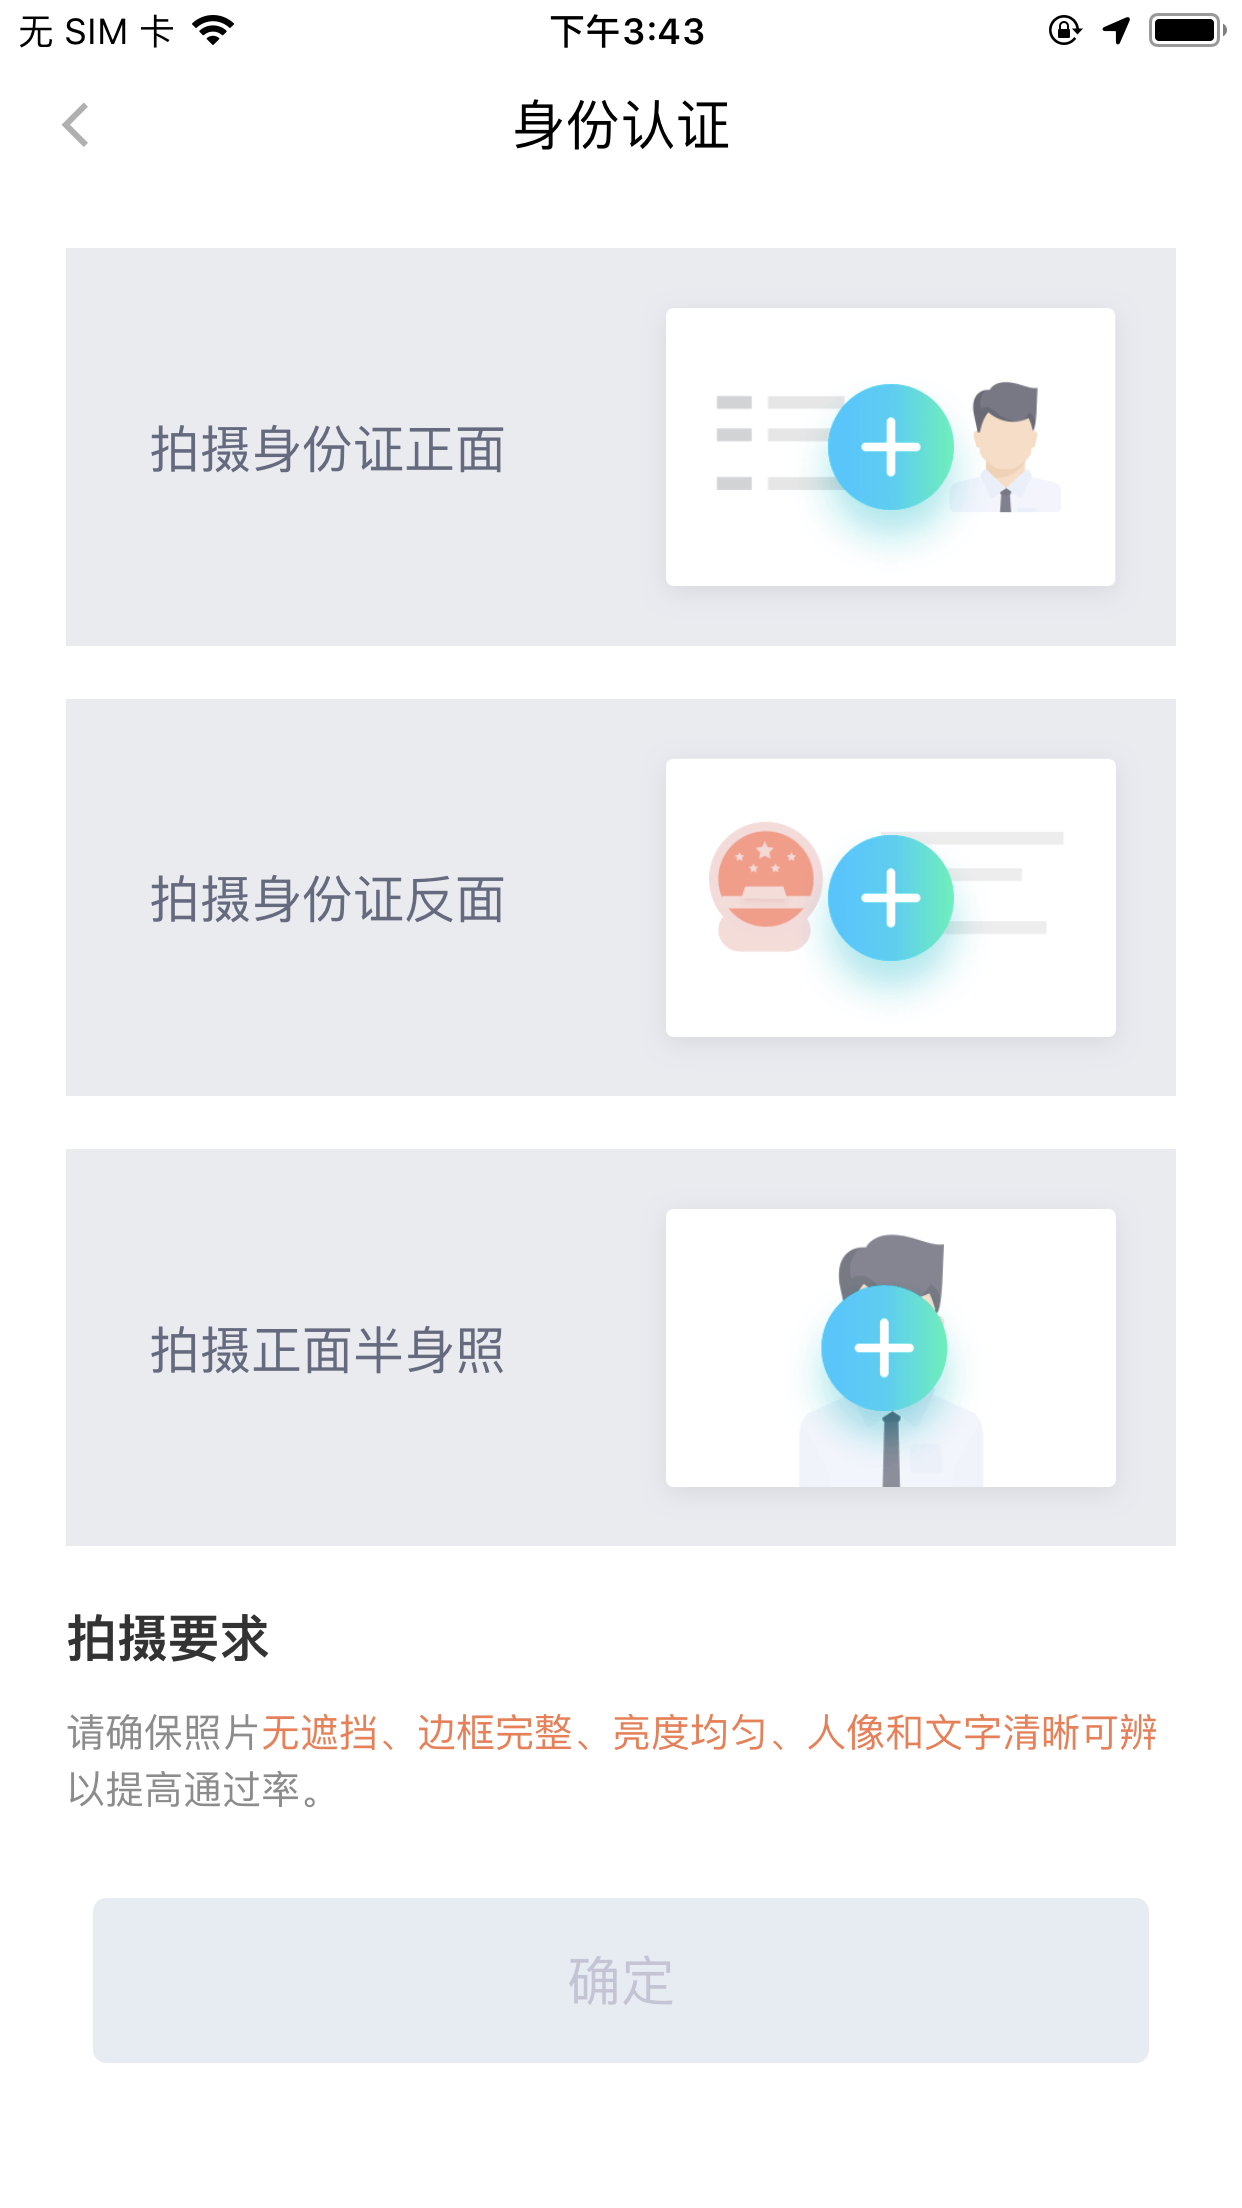 无 SIM 卡
下午3:43
身份认证
拍摄身份证正面
拍摄身份证反面
拍摄正面半身照
拍摄要求
请确保照片无遮挡、边框完整、亮度均匀、人像和文字清晰可辨
以提高通过率。
确定